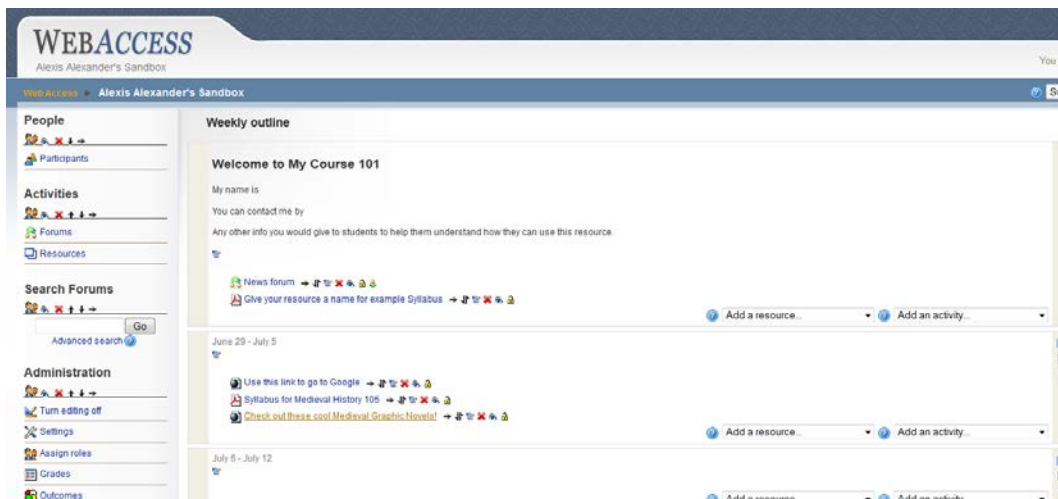 WEBACCESS
Alexis Alexander's Sandbox
You
WebAccess ► Alexis Alexander's Sandbox
People
Participants
Activities
Forums
Resources
Search Forums
Go
Advanced search
Administration
Turn editing off
Settings
Assign roles
Grades
Outcomes
Weekly outline
Welcome to My Course 101
My name is
You can contact me by
Any other info you would give to students to help them understand how they can use this resource.
News forum
Give your resource a name for example Syllabus
Add a resource... Add an activity...
June 29 - July 5
Use this link to go to Google
Syllabus for Medieval History 105
Check out these cool Medieval Graphic Novels!
Add a resource... Add an activity...
July 6 - July 12
Add a resource... Add an activity...